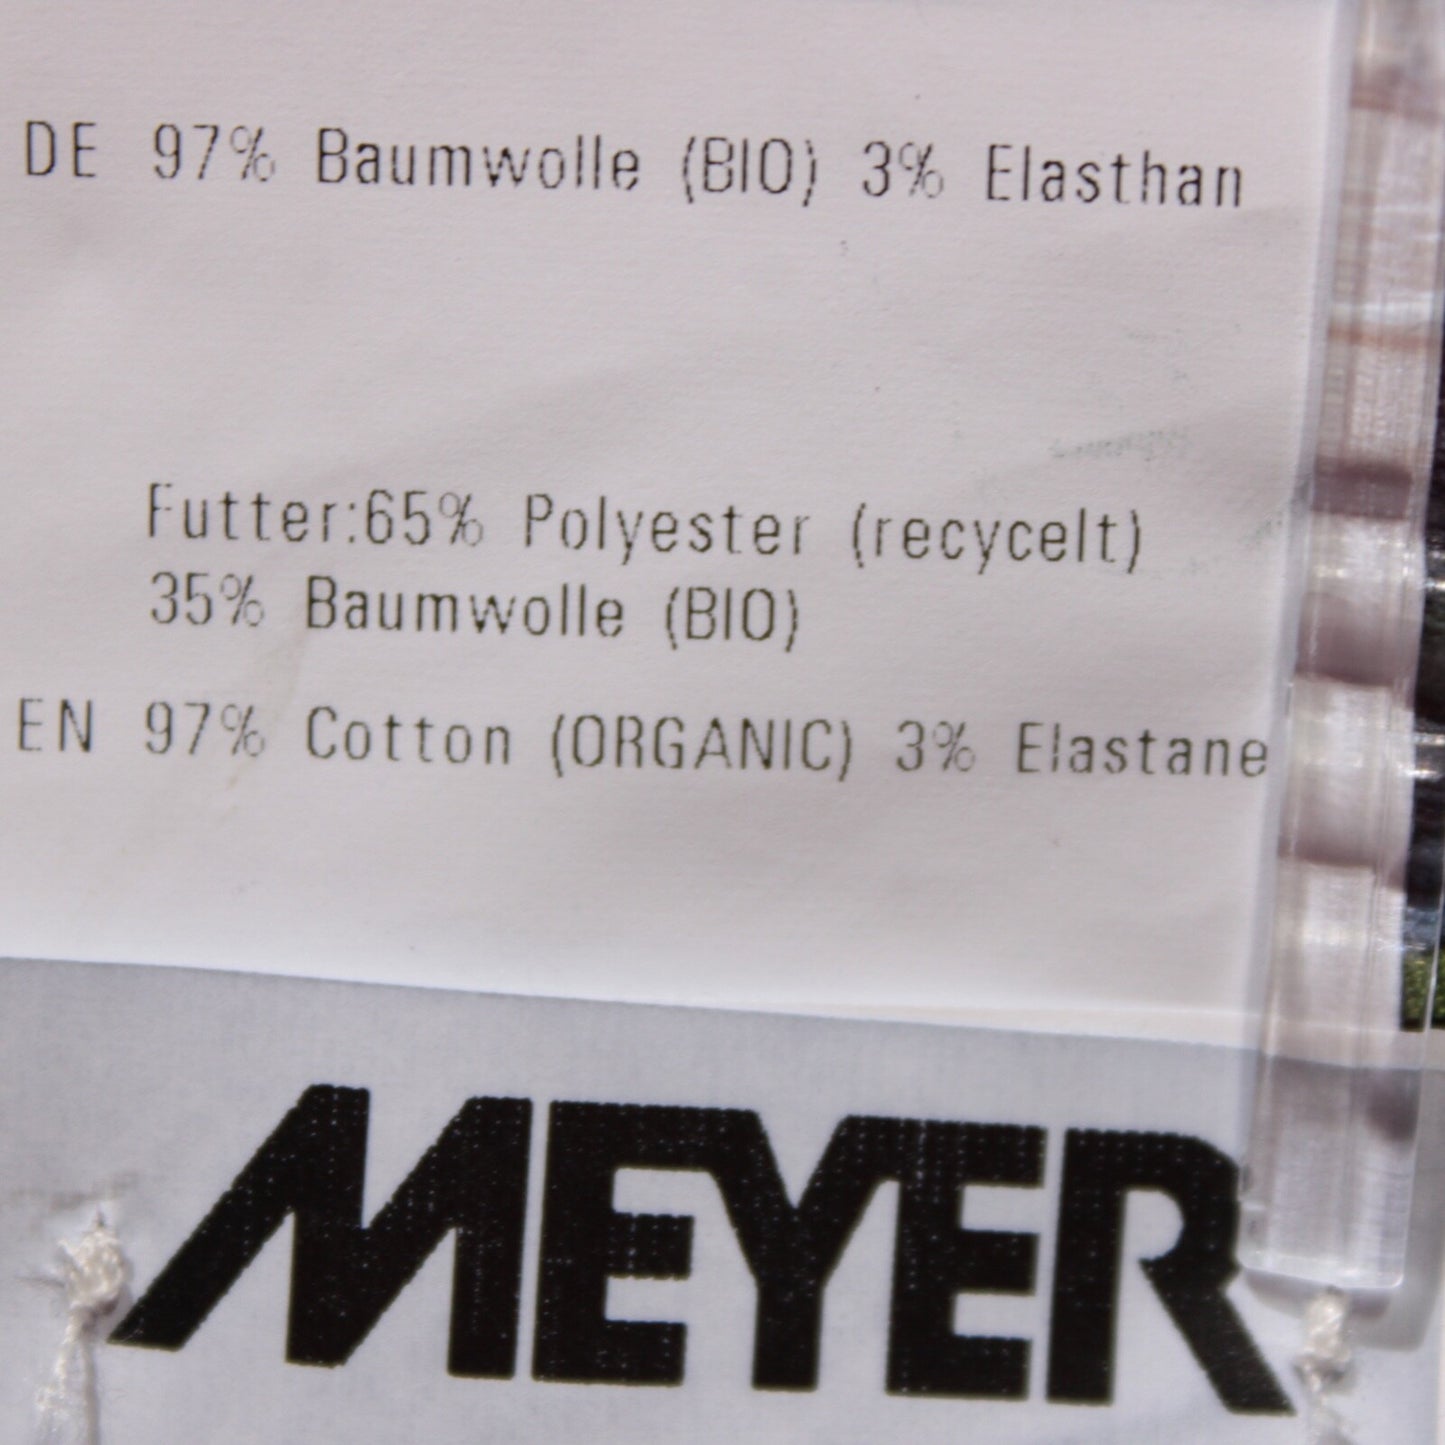 DE 97% Baumwolle (BIO) 3% Elasthan
Futter:65% Polyester (recycelt)
35% Baumwolle (BIO)
EN 97% Cotton (ORGANIC) 3% Elastane
MEYER